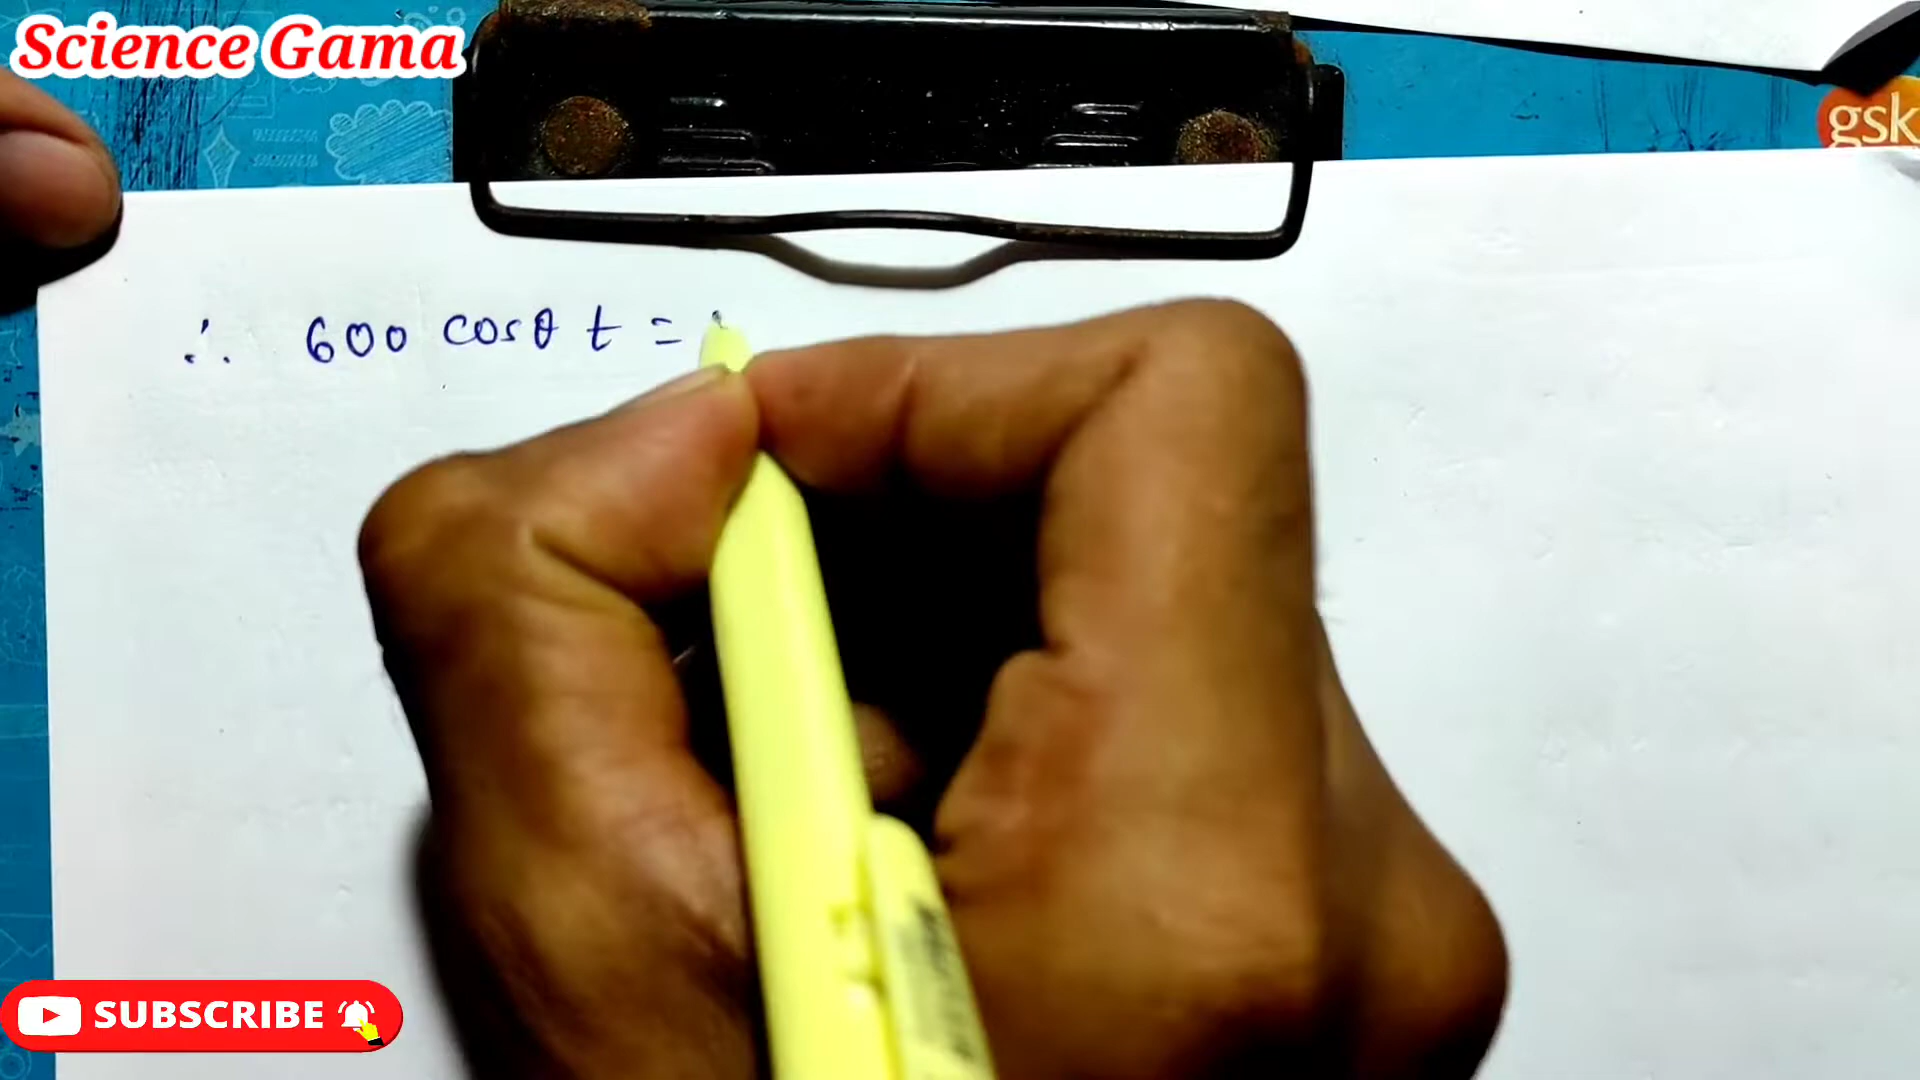 Science Gama
gsk
∴ 600 cosθ t =
SUBSCRIBE